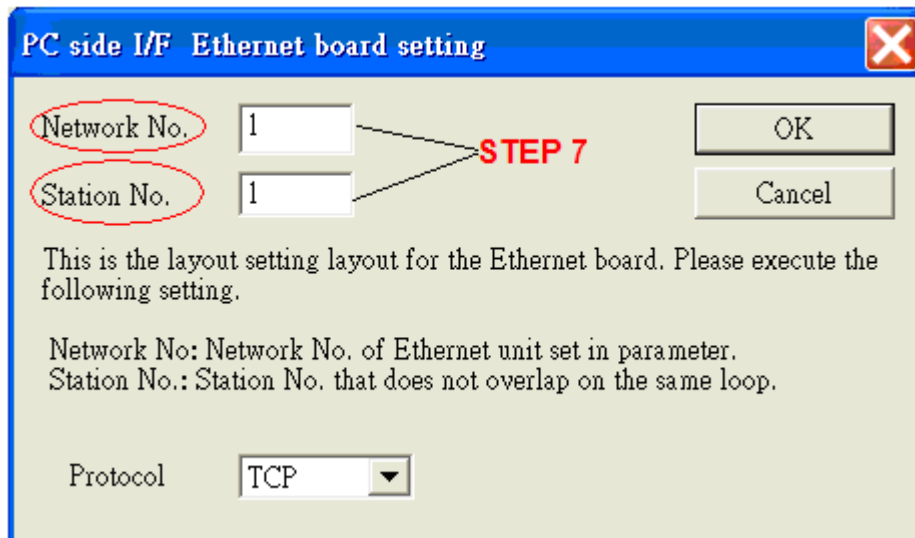 PC side I/F Ethernet board setting
Network No. 1
OK
STEP 7
Station No. 1
Cancel
This is the layout setting layout for the Ethernet board. Please execute the
following setting.
Network No: Network No. of Ethernet unit set in parameter.
Station No.: Station No. that does not overlap on the same loop.
Protocol TCP